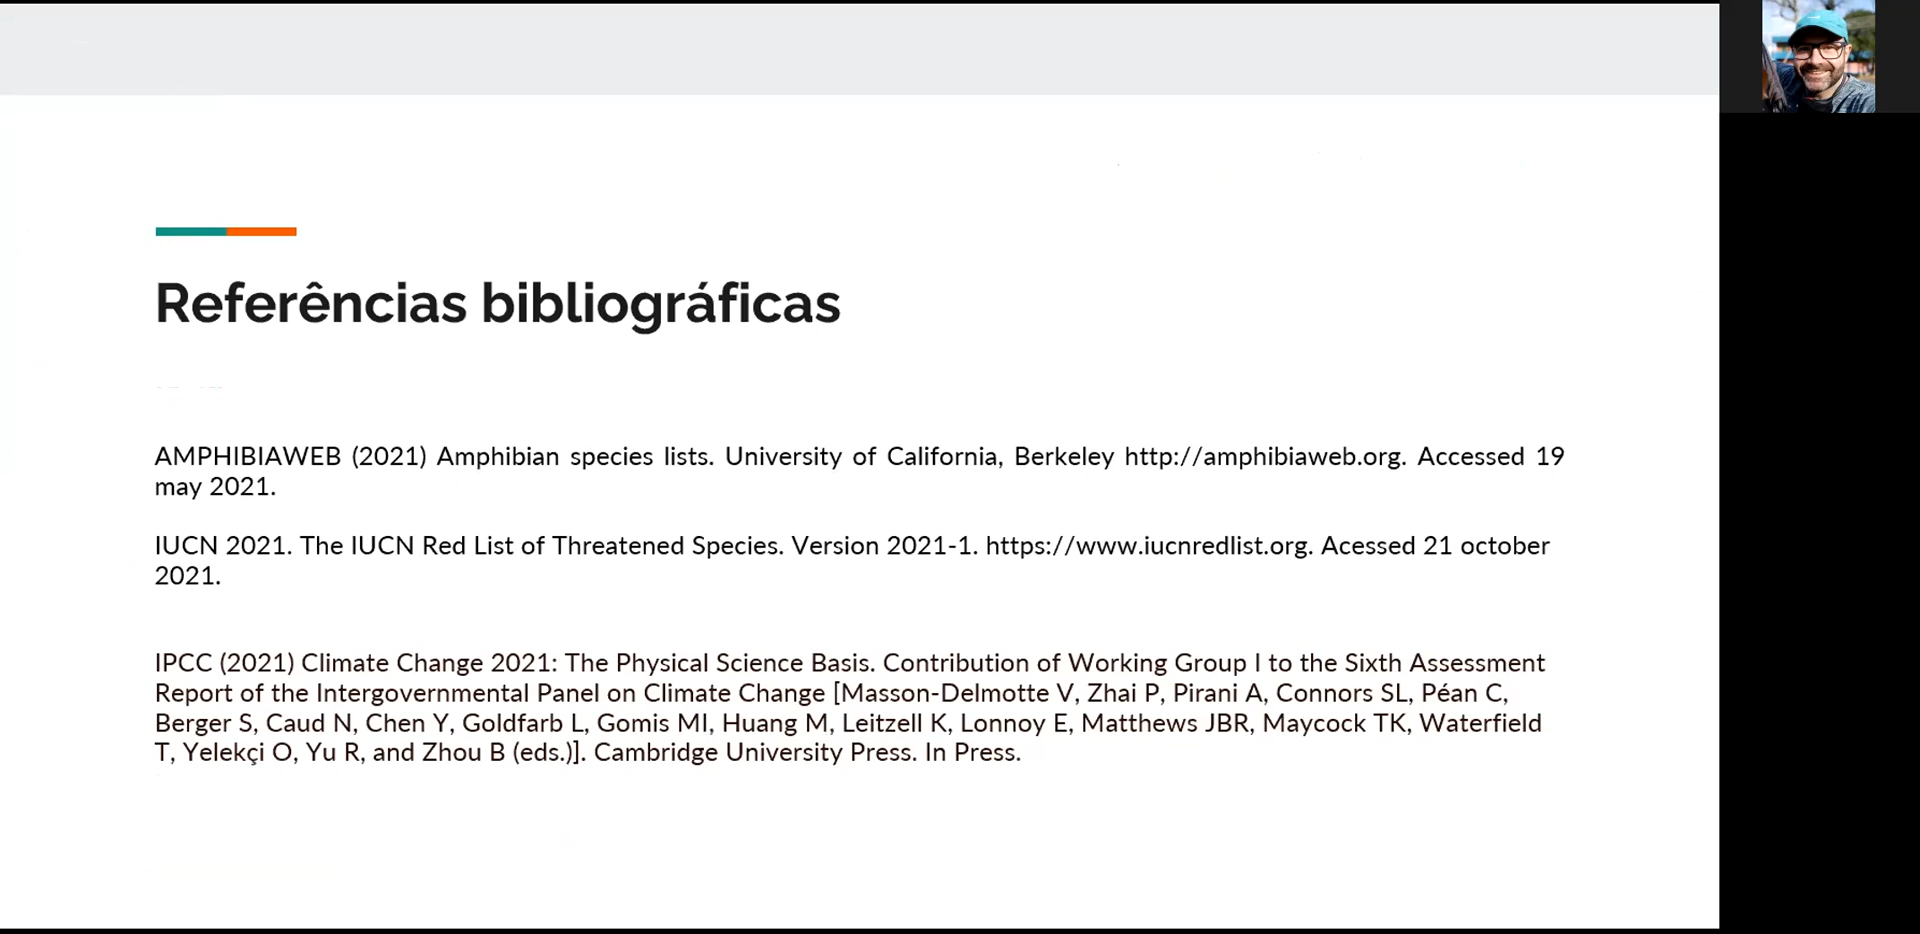 Referências bibliográficas
AMPHIBIAWEB (2021) Amphibian species lists. University of California, Berkeley http://amphibiaweb.org. Accessed 19
may 2021.
IUCN 2021. The IUCN Red List of Threatened Species. Version 2021-1. https://www.iucnredlist.org. Acessed 21 october
2021.
IPCC (2021) Climate Change 2021: The Physical Science Basis. Contribution of Working Group I to the Sixth Assessment
Report of the Intergovernmental Panel on Climate Change [Masson-Delmotte V, Zhai P, Pirani A, Connors SL, Péan C,
Berger S, Caud N, Chen Y, Goldfarb L, Gomis MI, Huang M, Leitzell K, Lonnoy E, Matthews JBR, Maycock TK, Waterfield
T, Yelekçi O, Yu R, and Zhou B (eds.)]. Cambridge University Press. In Press.